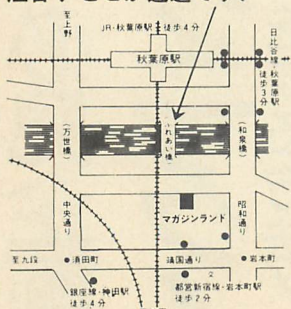 至上野
JR・秋葉原駅
徒歩4分
秋葉原駅
日比谷線・秋葉原駅
徒歩3分
(万世橋)
ふれあい橋
(和泉橋)
中央通り
マガジンランド
昭和通り
至九段
須田町
靖国通り
岩本町
銀座線・神田駅
徒歩4分
都営新宿線・岩本町駅
徒歩2分